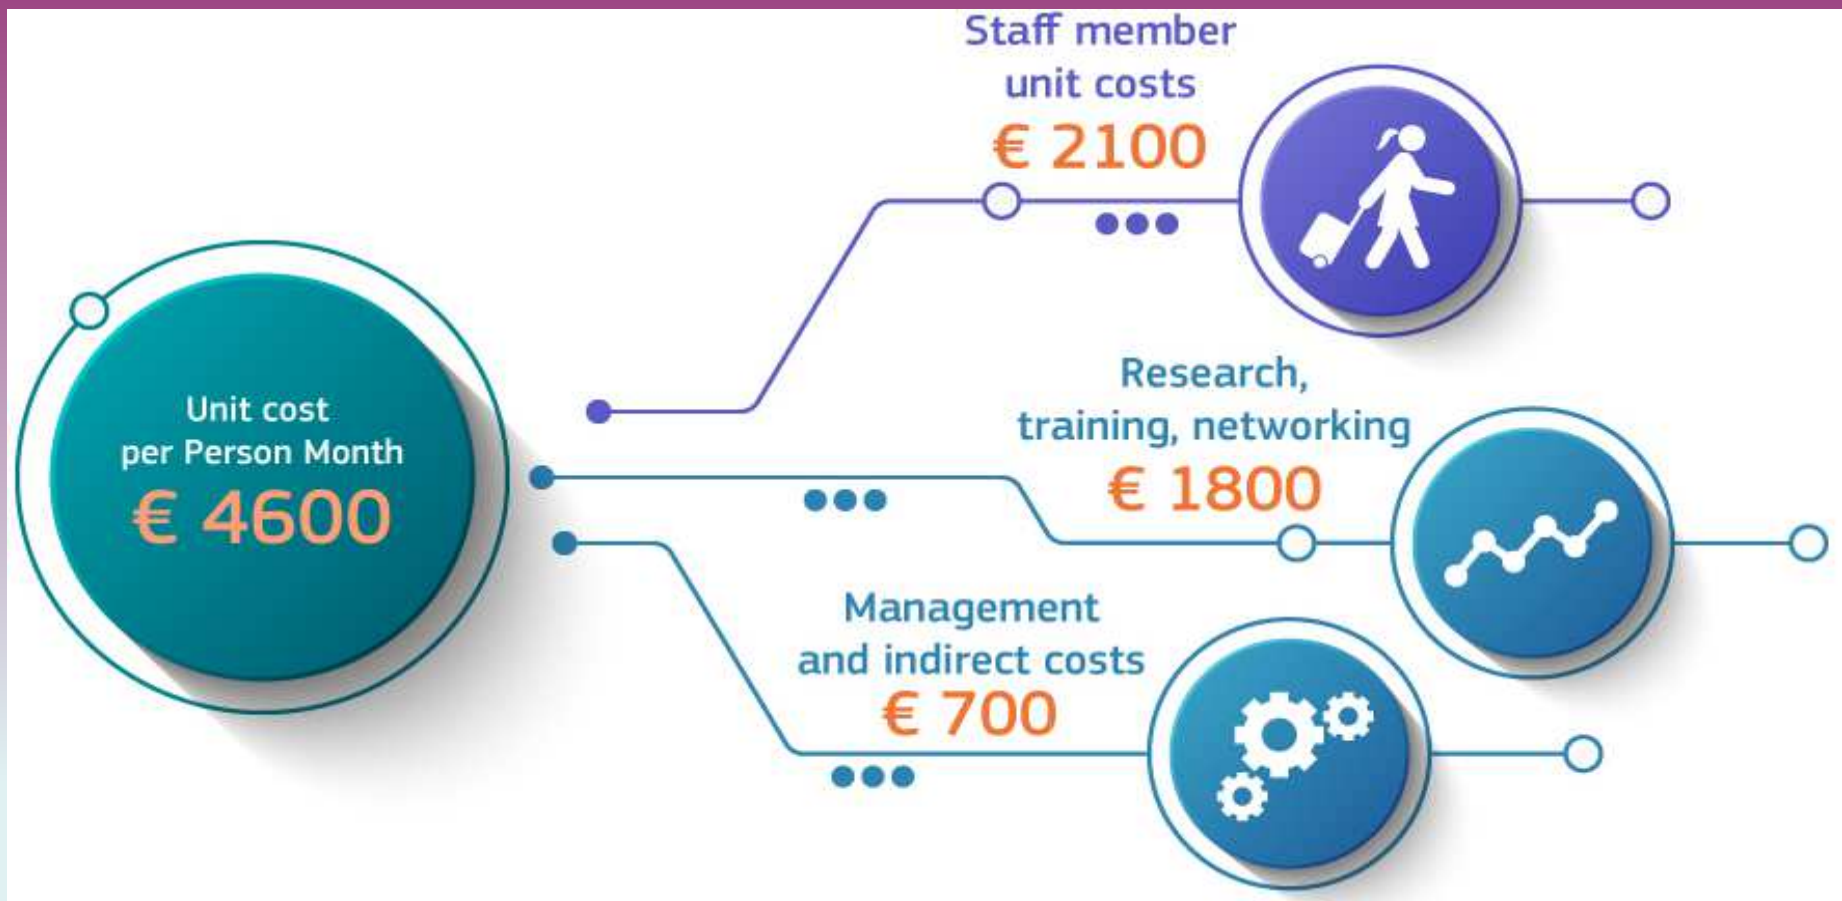 Unit cost
per Person Month
€ 4600
Staff member
unit costs
€ 2100
Research,
training, networking
€ 1800
Management
and indirect costs
€ 700